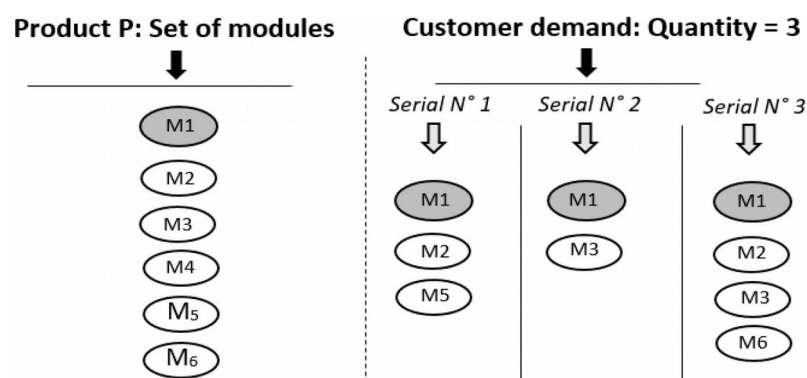 Product P: Set of modules
M1
M2
M3
M4
M5
M6
Customer demand: Quantity = 3
Serial N° 1
M1
M2
M5
Serial N° 2
M1
M3
Serial N° 3
M1
M2
M3
M6